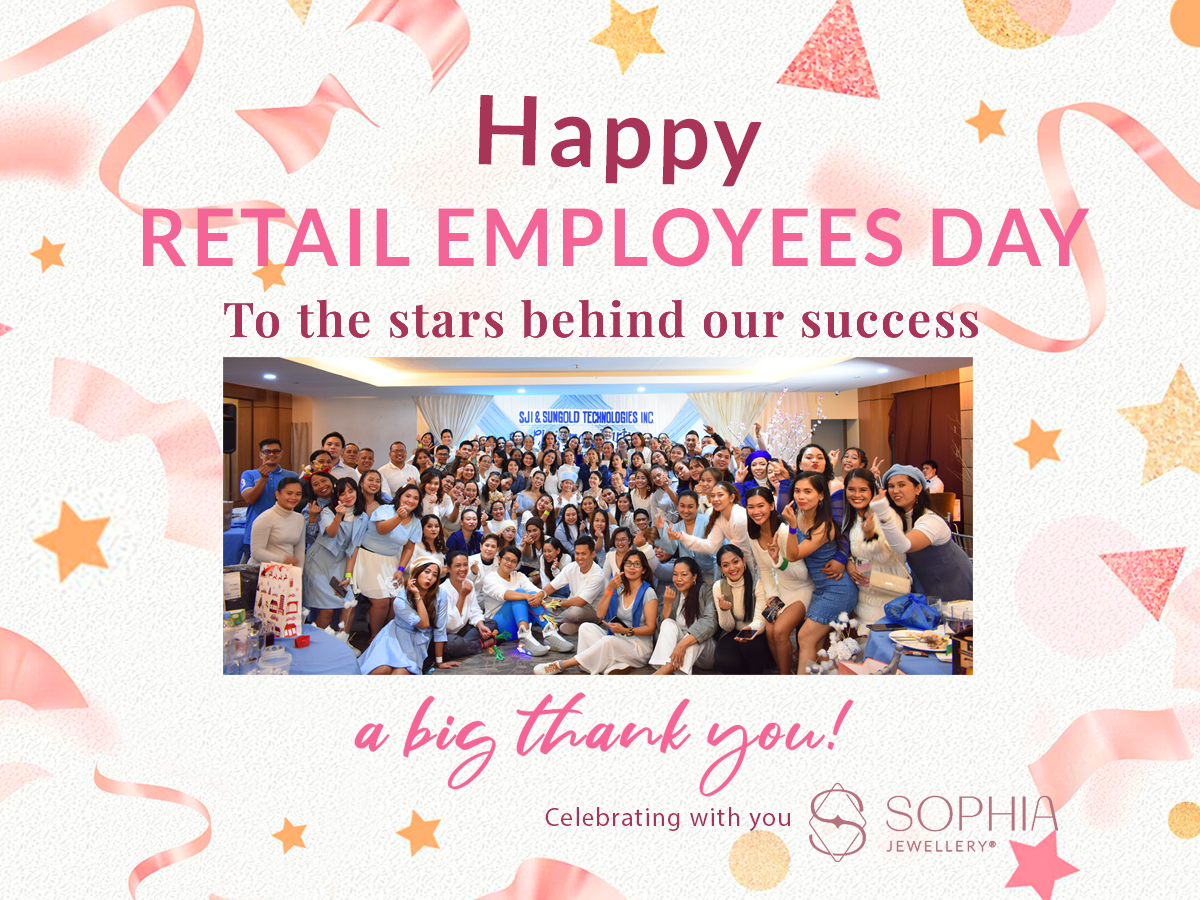 Happy
RETAIL EMPLOYEES DAY
To the stars behind our success
SJI & SUNGOLD TECHNOLOGIES INC
a big thank you!
Celebrating with you
SOPHIA
JEWELLERY®